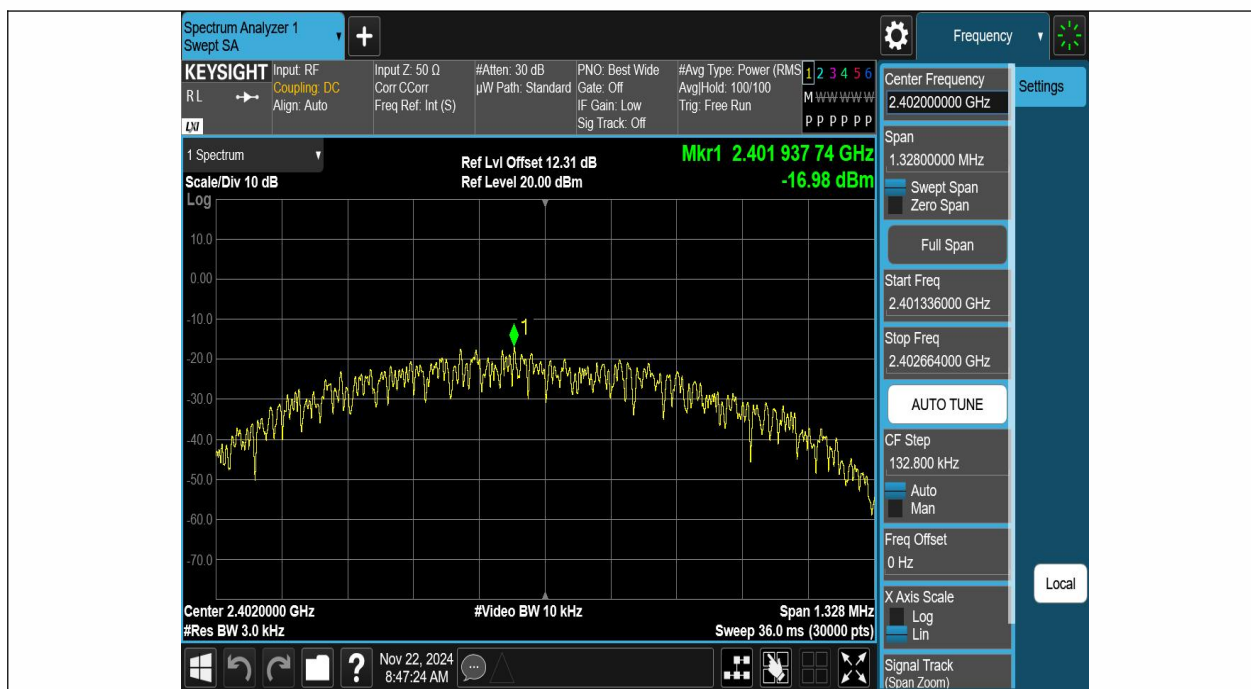 Spectrum Analyzer 1
Swept SA
+
Frequency
KEYSIGHT
RL
LXI
Input: RF
Coupling: DC
Align: Auto
Input Z: 50 Ω
Corr CCorr
Freq Ref: Int (S)
#Atten: 30 dB
µW Path: Standard
PNO: Best Wide
Gate: Off
IF Gain: Low
Sig Track: Off
#Avg Type: Power (RMS
Avg|Hold: 100/100
Trig: Free Run
1 2 3 4 5 6
M W W W W W
P P P P P P
Center Frequency
2.402000000 GHz
Settings
Span
1.32800000 MHz
Swept Span
Zero Span
Full Span
Start Freq
2.401336000 GHz
Stop Freq
2.402664000 GHz
AUTO TUNE
CF Step
132.800 kHz
Auto
Man
Freq Offset
0 Hz
X Axis Scale
Log
Lin
Signal Track
(Span Zoom)
Local
1 Spectrum
Scale/Div 10 dB
Log
Ref Lvl Offset 12.31 dB
Ref Level 20.00 dBm
Mkr1 2.401 937 74 GHz
-16.98 dBm
10.0
0.00
-10.0
1
-20.0
-30.0
-40.0
-50.0
-60.0
-70.0
Center 2.4020000 GHz
#Video BW 10 kHz
Span 1.328 MHz
#Res BW 3.0 kHz
Sweep 36.0 ms (30000 pts)
?
Nov 22, 2024
8:47:24 AM